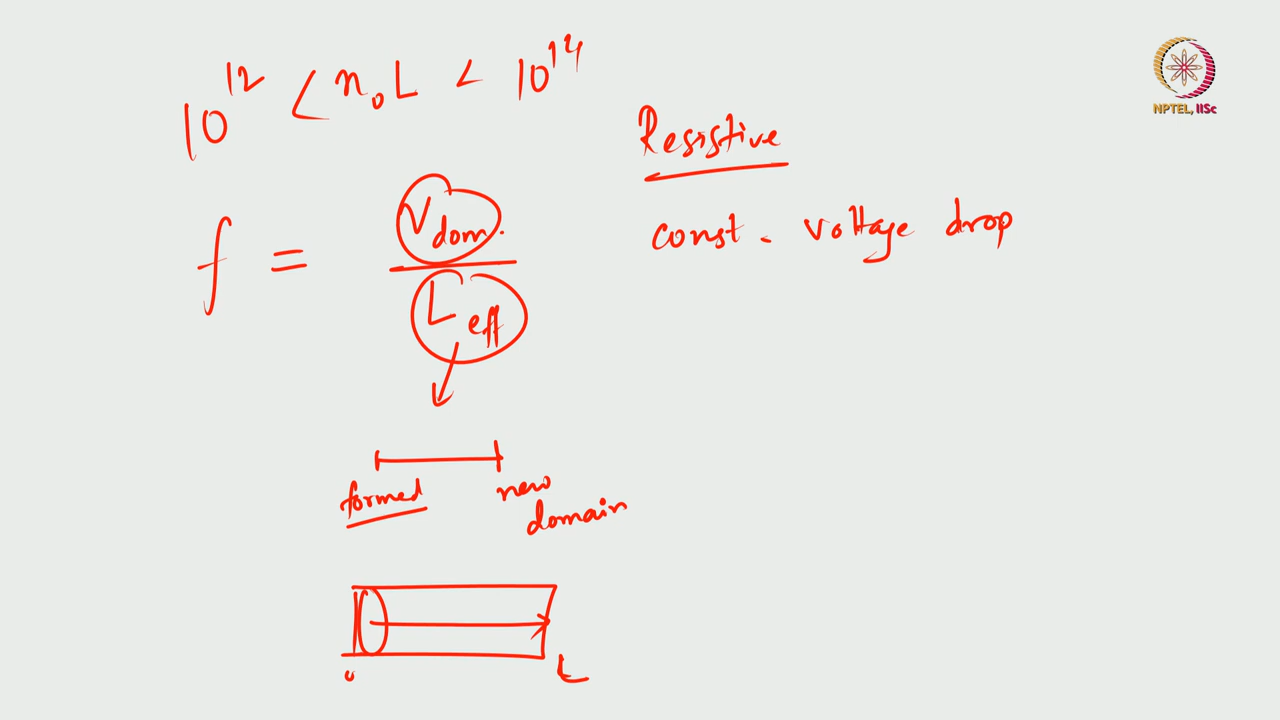 10^12 < n₀L < 10^14
f = V_dom. / L_eff
formed
new
domain
0
L
Resistive
const. voltage drop
NPTEL, IISc